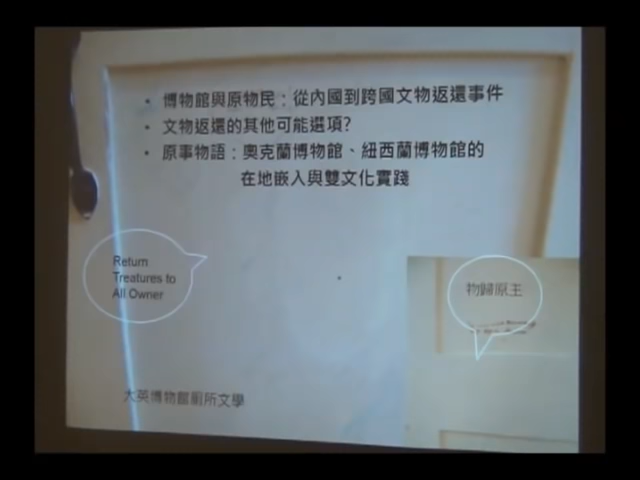 • 博物館與原物民：從內國到跨國文物返還事件
• 文物返還的其他可能選項?
• 原事物語：奧克蘭博物館、紐西蘭博物館的
在地嵌入與雙文化實踐
Return
Treatures to
All Owner
物歸原主
大英博物館廁所文學